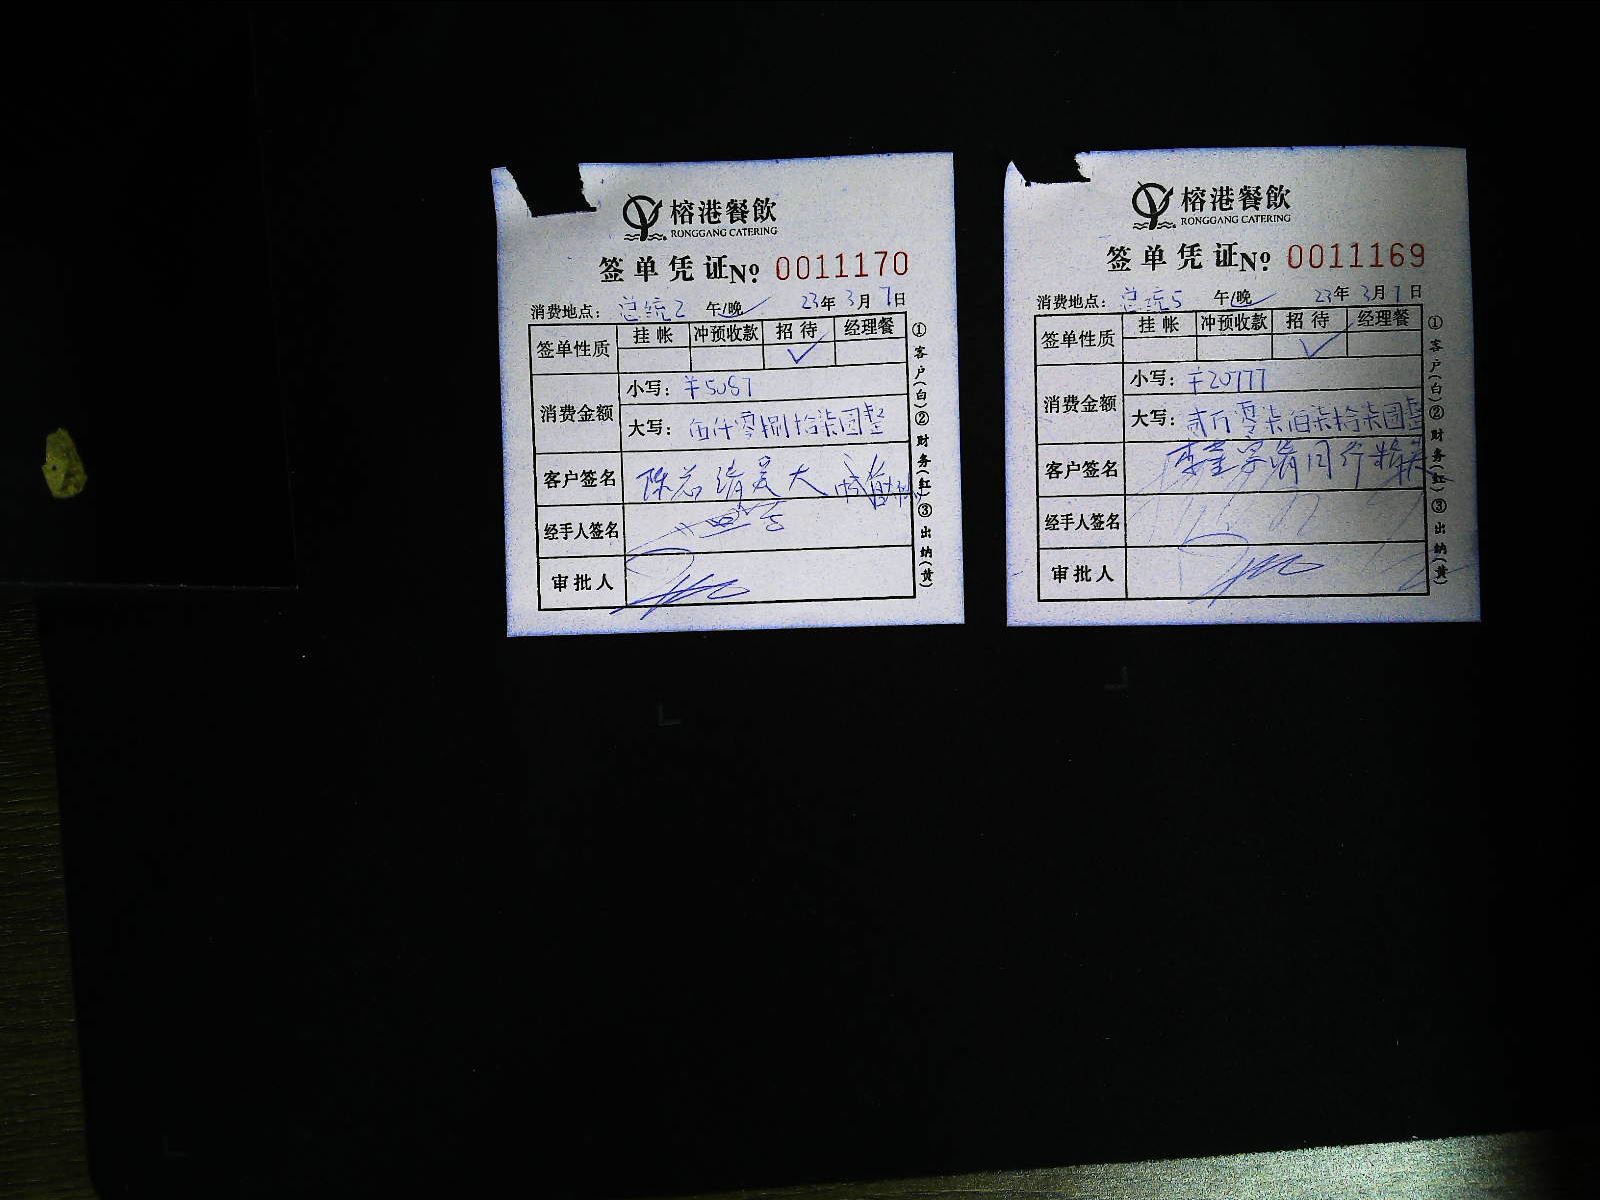 榕港餐飲
RONGGANG CATERING
签单凭证№ 0011170
消费地点：总统2 午/晚 23年3月7日
签单性质 挂帐 冲预收款 招待 经理餐
✓
消费金额
小写：￥5087
大写：伍仟零捌拾柒圆整
客户签名
经手人签名
审批人
①客户(白)②财务(红)③出纳(黄)
榕港餐飲
RONGGANG CATERING
签单凭证№ 0011169
消费地点：总统5 午/晚 23年3月7日
签单性质 挂帐 冲预收款 招待 经理餐
✓
消费金额
小写：￥20777
大写：贰万零柒佰柒拾柒圆整
客户签名
经手人签名
审批人
①客户(白)②财务(红)③出纳(黄)